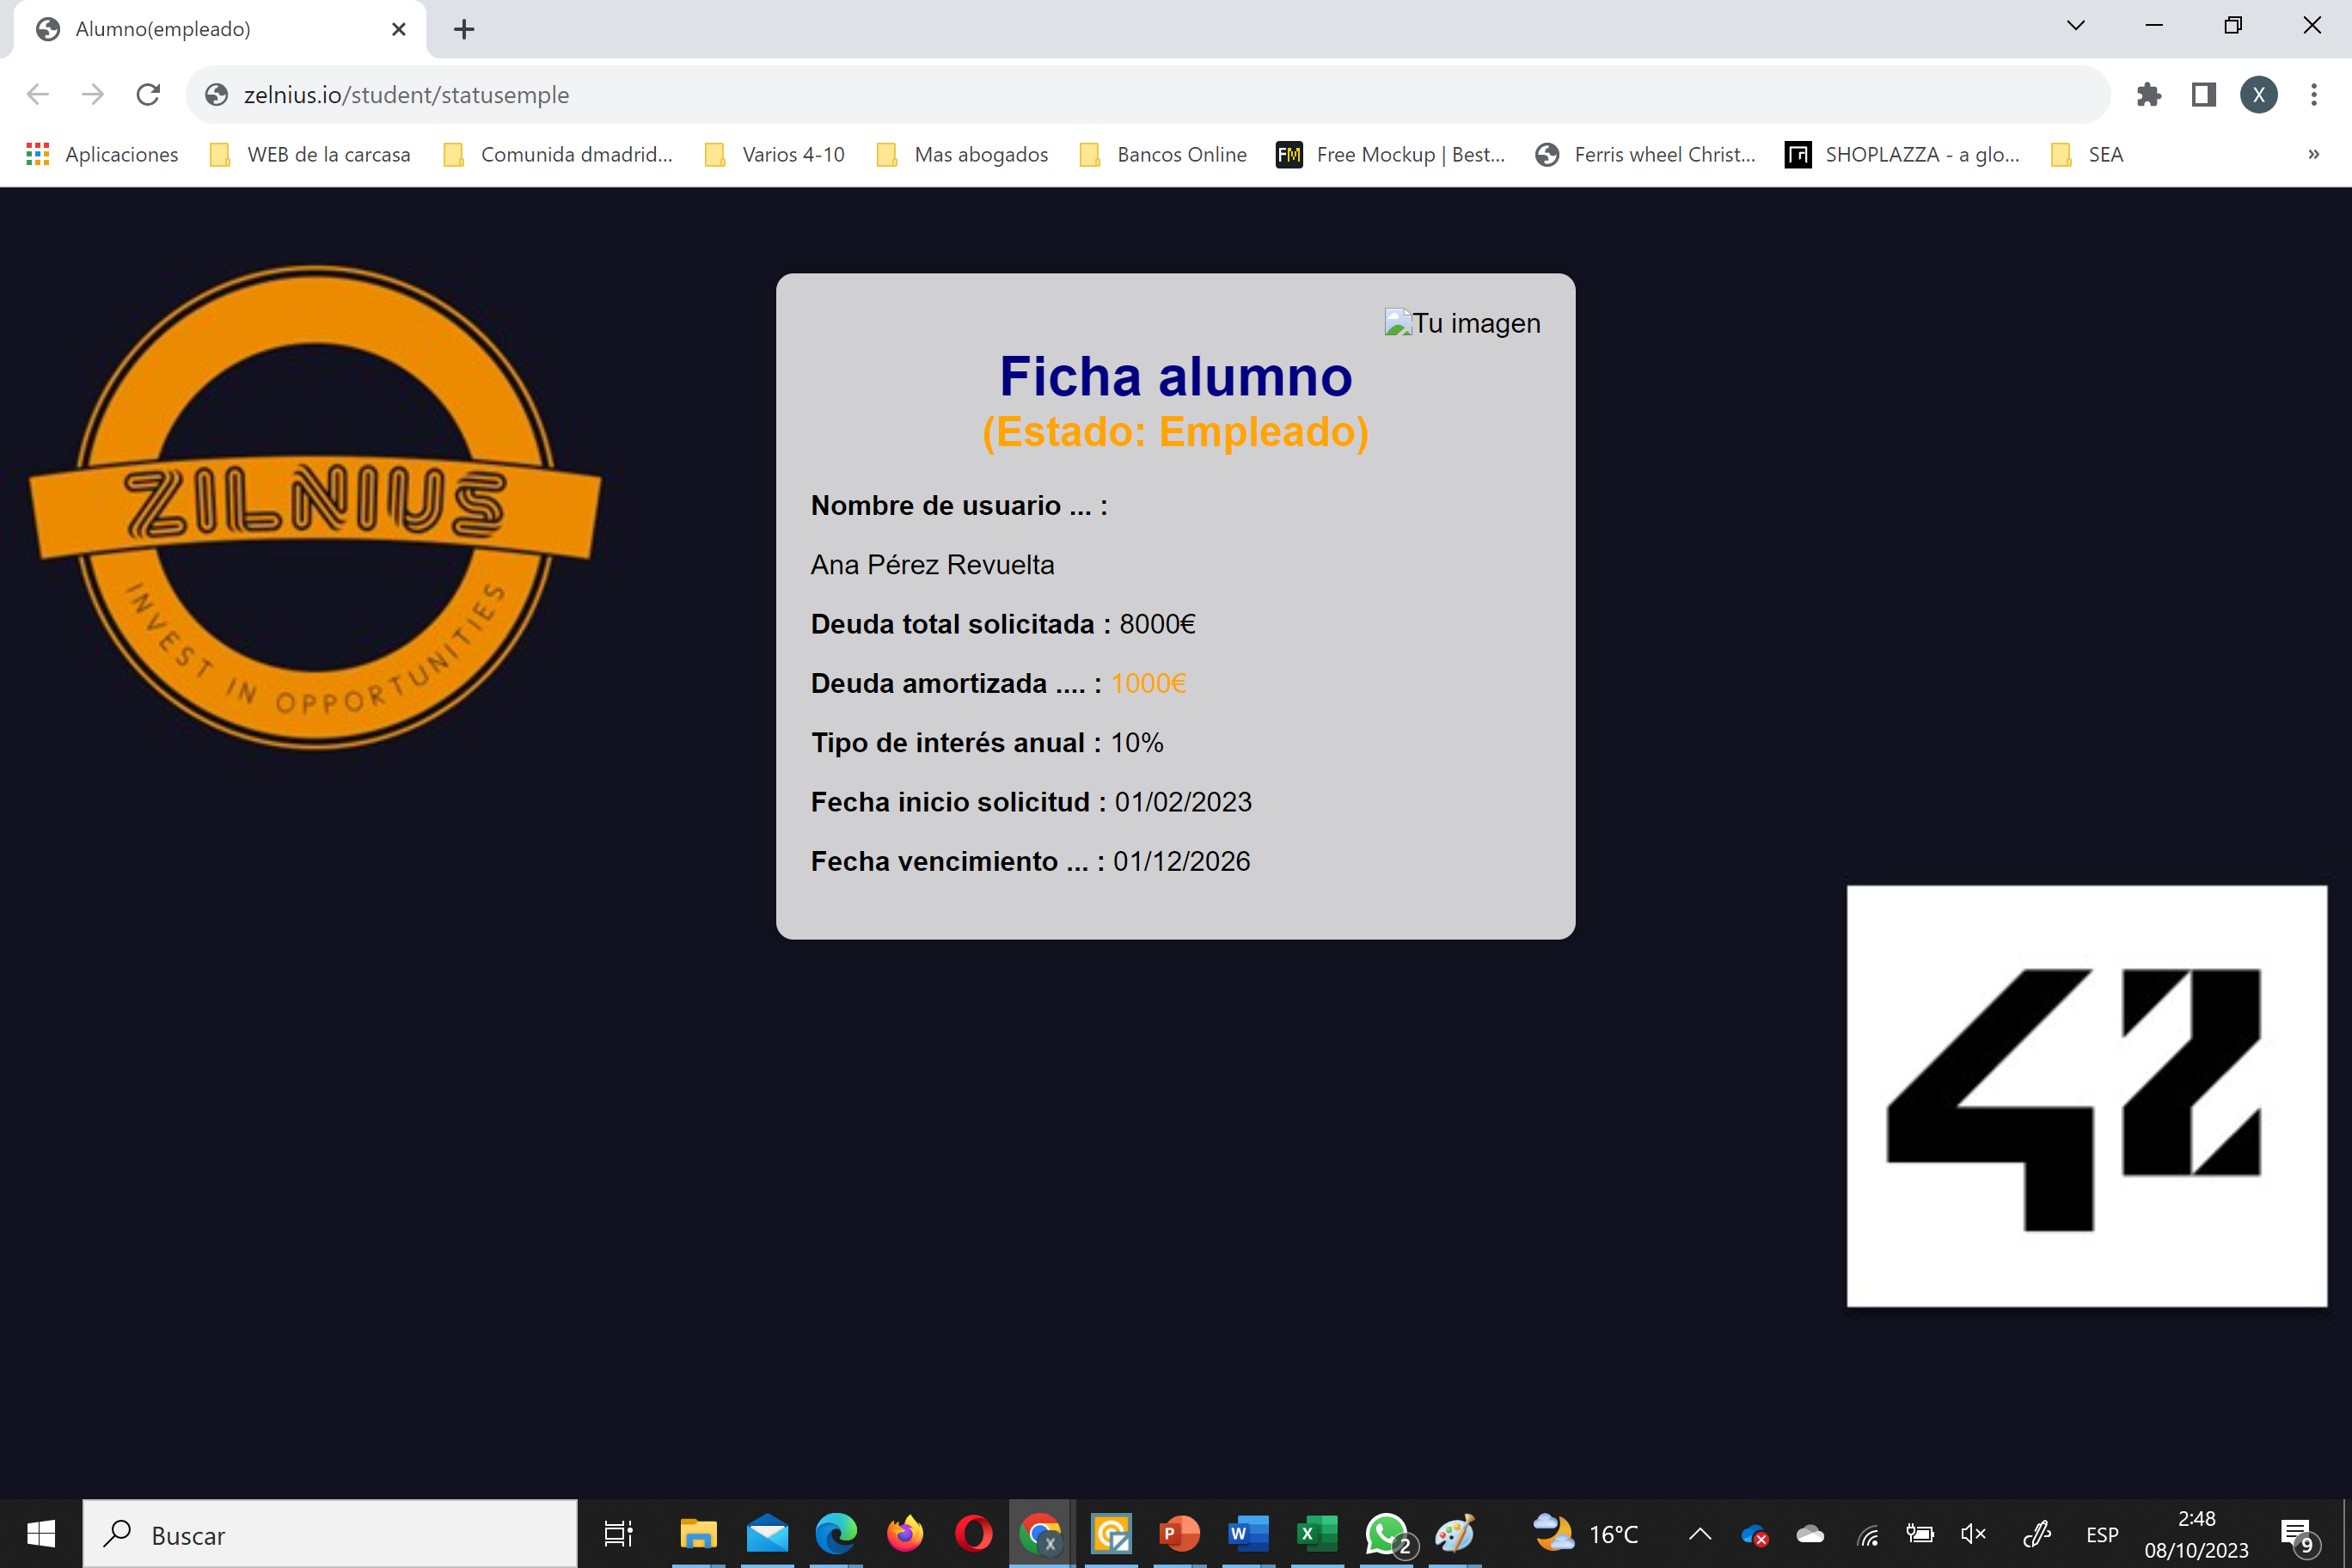 Alumno(empleado)
zelnius.io/student/statusemple
Aplicaciones
WEB de la carcasa
Comunida dmadrid...
Varios 4-10
Mas abogados
Bancos Online
FM
Free Mockup | Best...
Ferris wheel Christ...
SHOPLAZZA - a glo...
SEA
»
X
ZILNIUS
INVEST IN OPPORTUNITIES
Tu imagen
Ficha alumno
(Estado: Empleado)
Nombre de usuario ... :
Ana Pérez Revuelta
Deuda total solicitada : 8000€
Deuda amortizada .... : 1000€
Tipo de interés anual : 10%
Fecha inicio solicitud : 01/02/2023
Fecha vencimiento ... : 01/12/2026
42
Buscar
X
P
W
X
2
16°C
ESP
2:48
08/10/2023
9